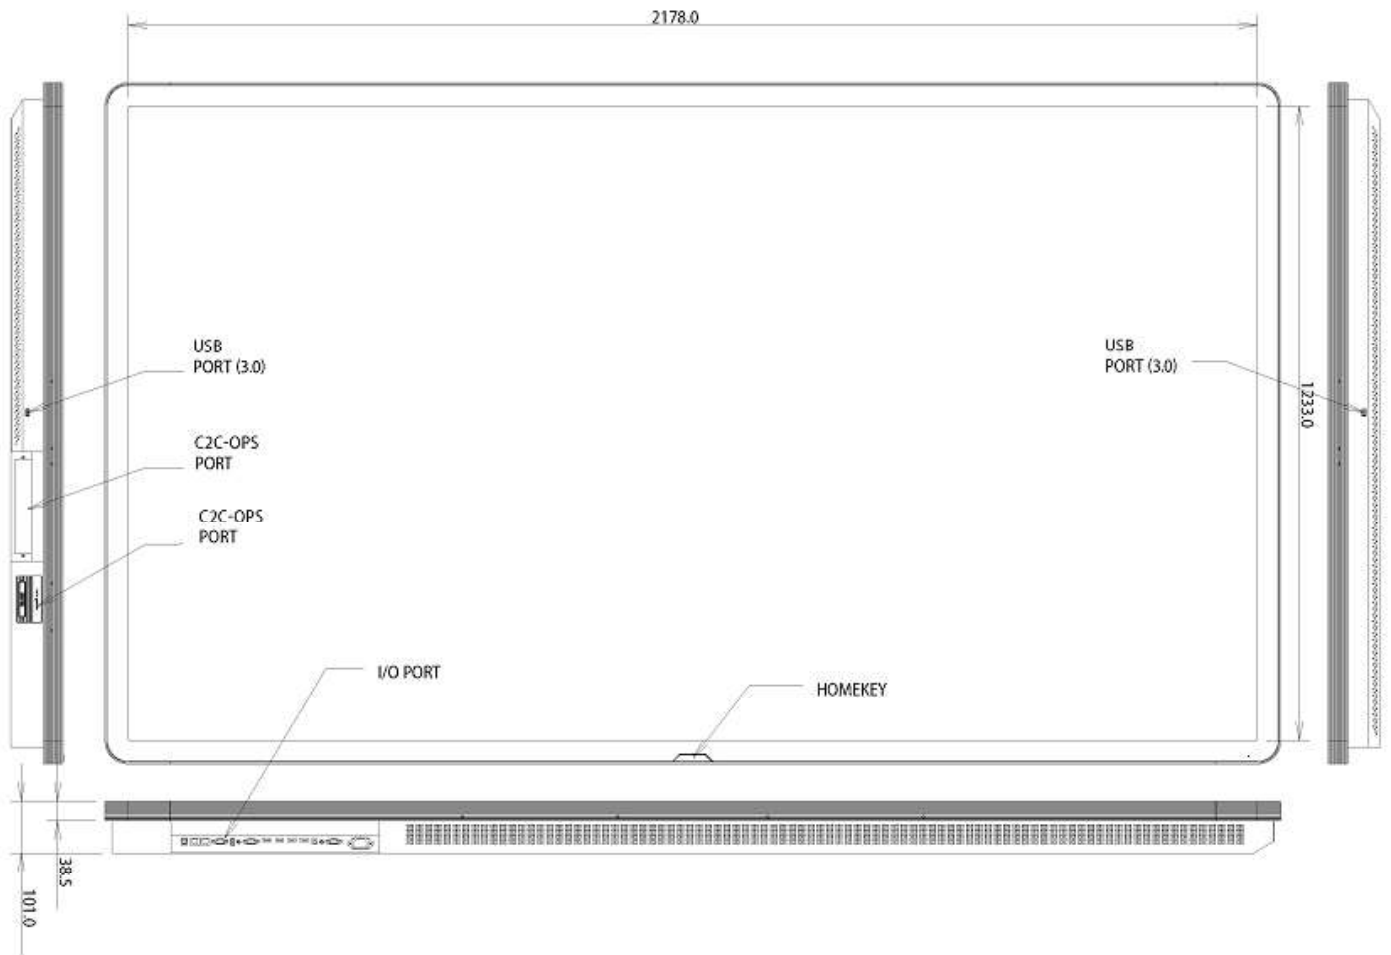 2178.0
USB
PORT (3.0)
USB
PORT (3.0)
1233.0
C2C-OPS
PORT
C2C-OPS
PORT
I/O PORT
HOMEKEY
38.5
101.0